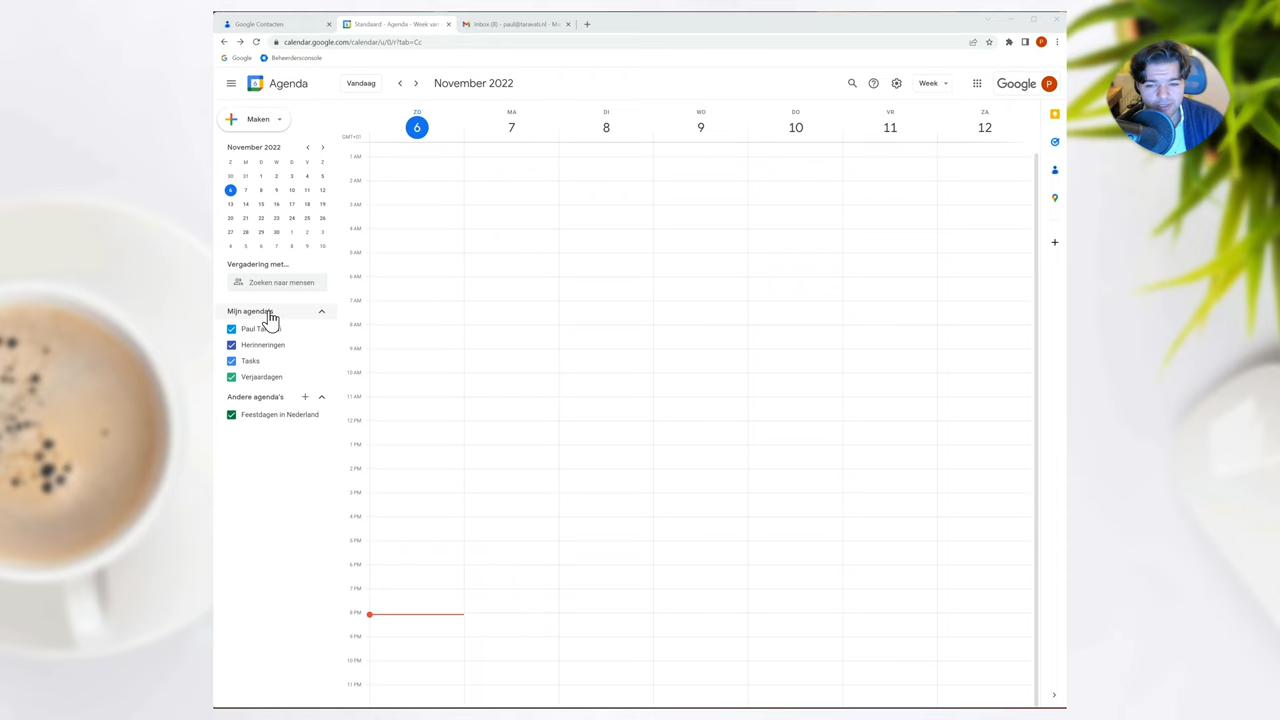 Google Contacten
Standaard - Agenda - Week van
Inbox (8) - paul@taravati.nl - M
calendar.google.com/calendar/u/0/r?tab=Cc
Google
Beheerdersconsole
6
Agenda
Vandaag
November 2022
Week
Google
P
Maken
November 2022
Z M D W D V Z
30 31 1 2 3 4 5
6 7 8 9 10 11 12
13 14 15 16 17 18 19
20 21 22 23 24 25 26
27 28 29 30 1 2 3
4 5 6 7 8 9 10
Vergadering met...
Zoeken naar mensen
Mijn agenda's
Paul
Herinneringen
Tasks
Verjaardagen
Andere agenda's
Feestdagen in Nederland
ZO MA DI WO DO VR ZA
6 7 8 9 10 11 12
GMT+01
1 AM
2 AM
3 AM
4 AM
5 AM
6 AM
7 AM
8 AM
9 AM
10 AM
11 AM
12 PM
1 PM
2 PM
3 PM
4 PM
5 PM
6 PM
7 PM
8 PM
9 PM
10 PM
11 PM